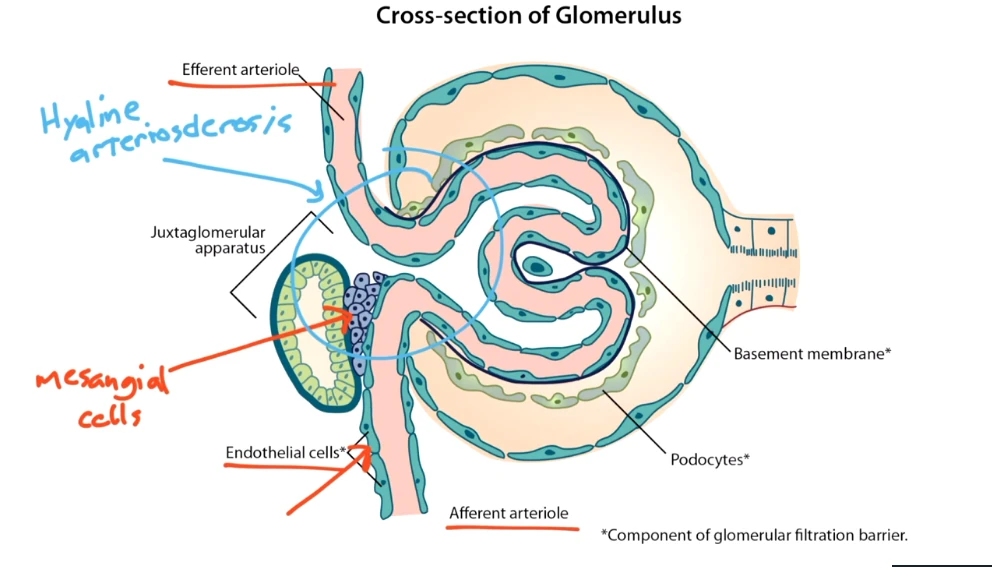 Cross-section of Glomerulus
Efferent arteriole
Hyaline
arteriosclerosis
Juxtaglomerular
apparatus
mesangial
cells
Basement membrane*
Endothelial cells*
Podocytes*
Afferent arteriole
*Component of glomerular filtration barrier.